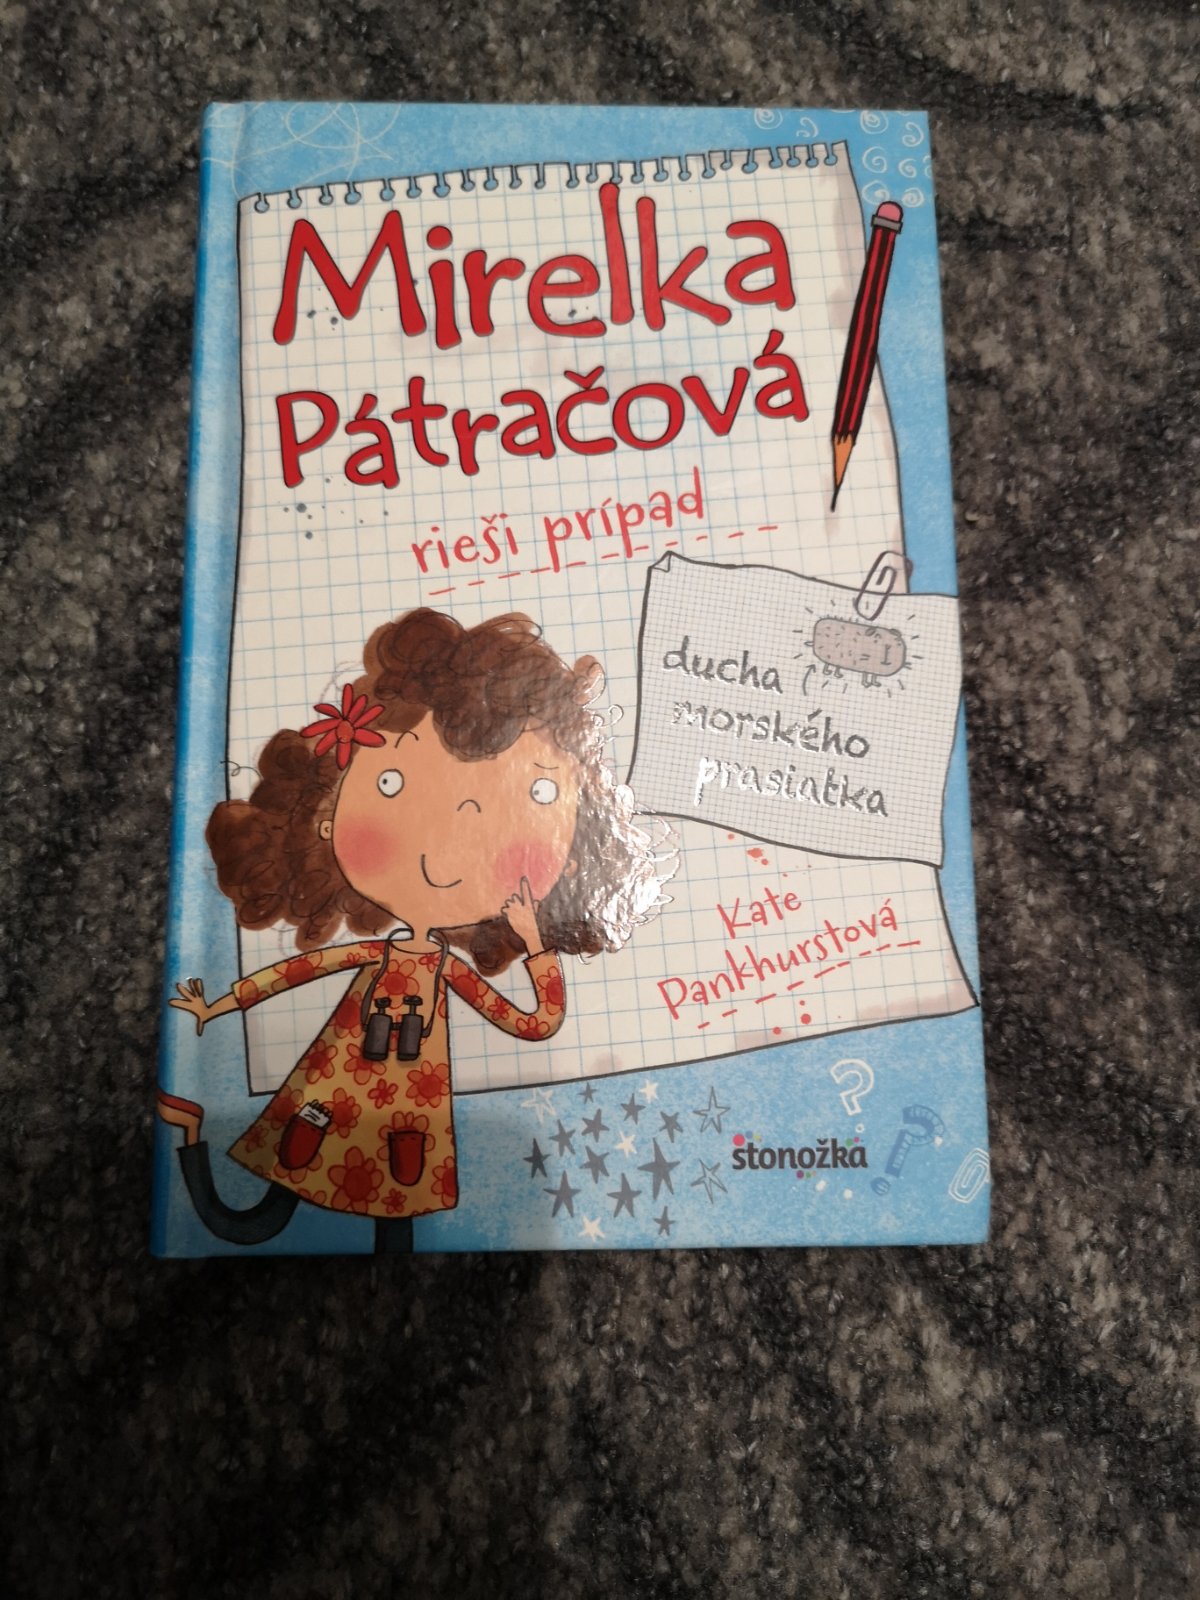 Mirelka
Pátračová
rieši prípad
ducha
morského
prasiatka
Kate
Pankhurstová
stonožka